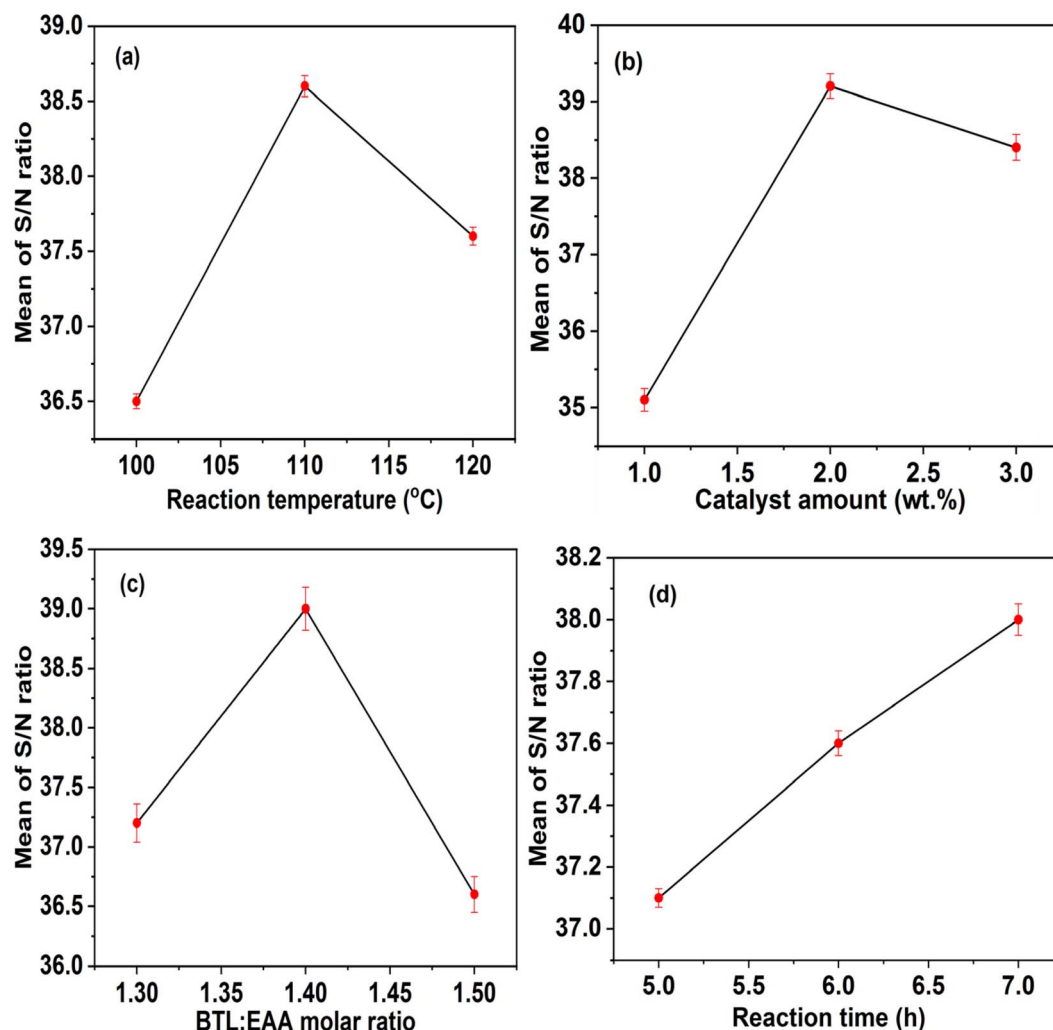 (a)
Mean of S/N ratio
39.0
38.5
38.0
37.5
37.0
36.5
100 105 110 115 120
Reaction temperature (°C)
(b)
Mean of S/N ratio
40
39
38
37
36
35
1.0 1.5 2.0 2.5 3.0
Catalyst amount (wt.%)
(c)
Mean of S/N ratio
39.5
39.0
38.5
38.0
37.5
37.0
36.5
36.0
1.30 1.35 1.40 1.45 1.50
BTL:EAA molar ratio
(d)
Mean of S/N ratio
38.2
38.0
37.8
37.6
37.4
37.2
37.0
5.0 5.5 6.0 6.5 7.0
Reaction time (h)